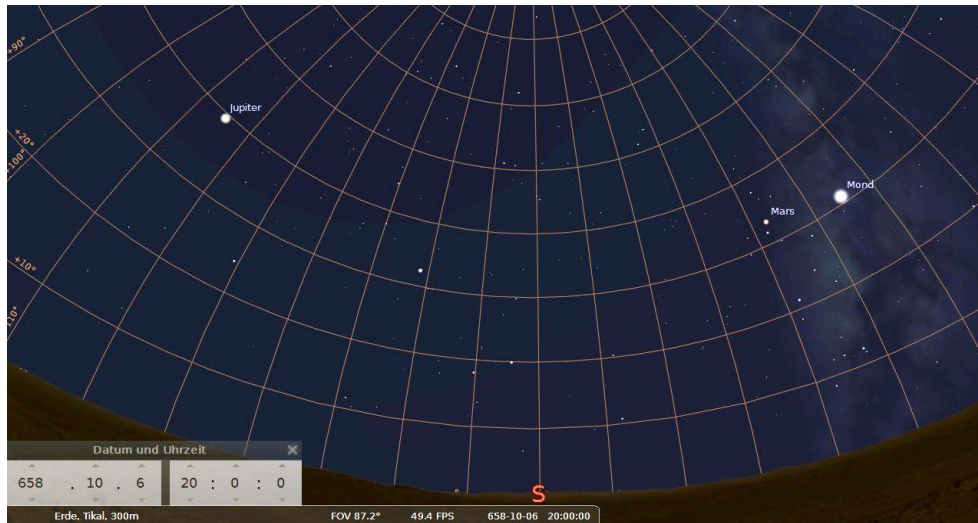 +90°
Jupiter
+20°
+100°
Mond
Mars
+10°
110°
S
Datum und Uhrzeit
658 . 10 . 6 20 : 0 : 0
Erde, Tikal, 300m FOV 87.2° 49.4 FPS 658-10-06 20:00:00